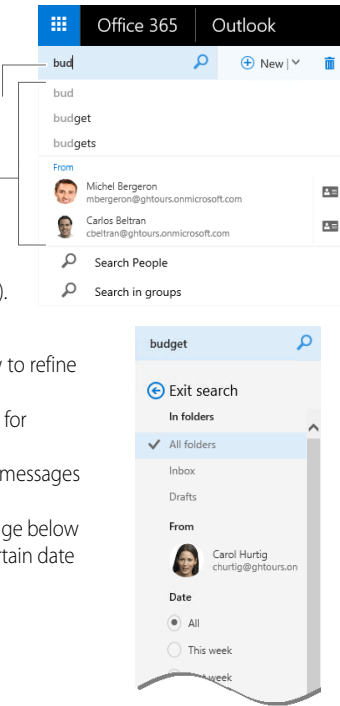 Office 365 Outlook
bud
New
bud
budget
budgets
From
Michel Bergeron
mbergeron@ghtours.onmicrosoft.com
Carlos Beltran
cbeltran@ghtours.onmicrosoft.com
Search People
Search in groups
).
to refine
for
messages
ge below
tain date
budget
Exit search
In folders
All folders
Inbox
Drafts
From
Carol Hurtig
churtig@ghtours.on
Date
All
This week
week